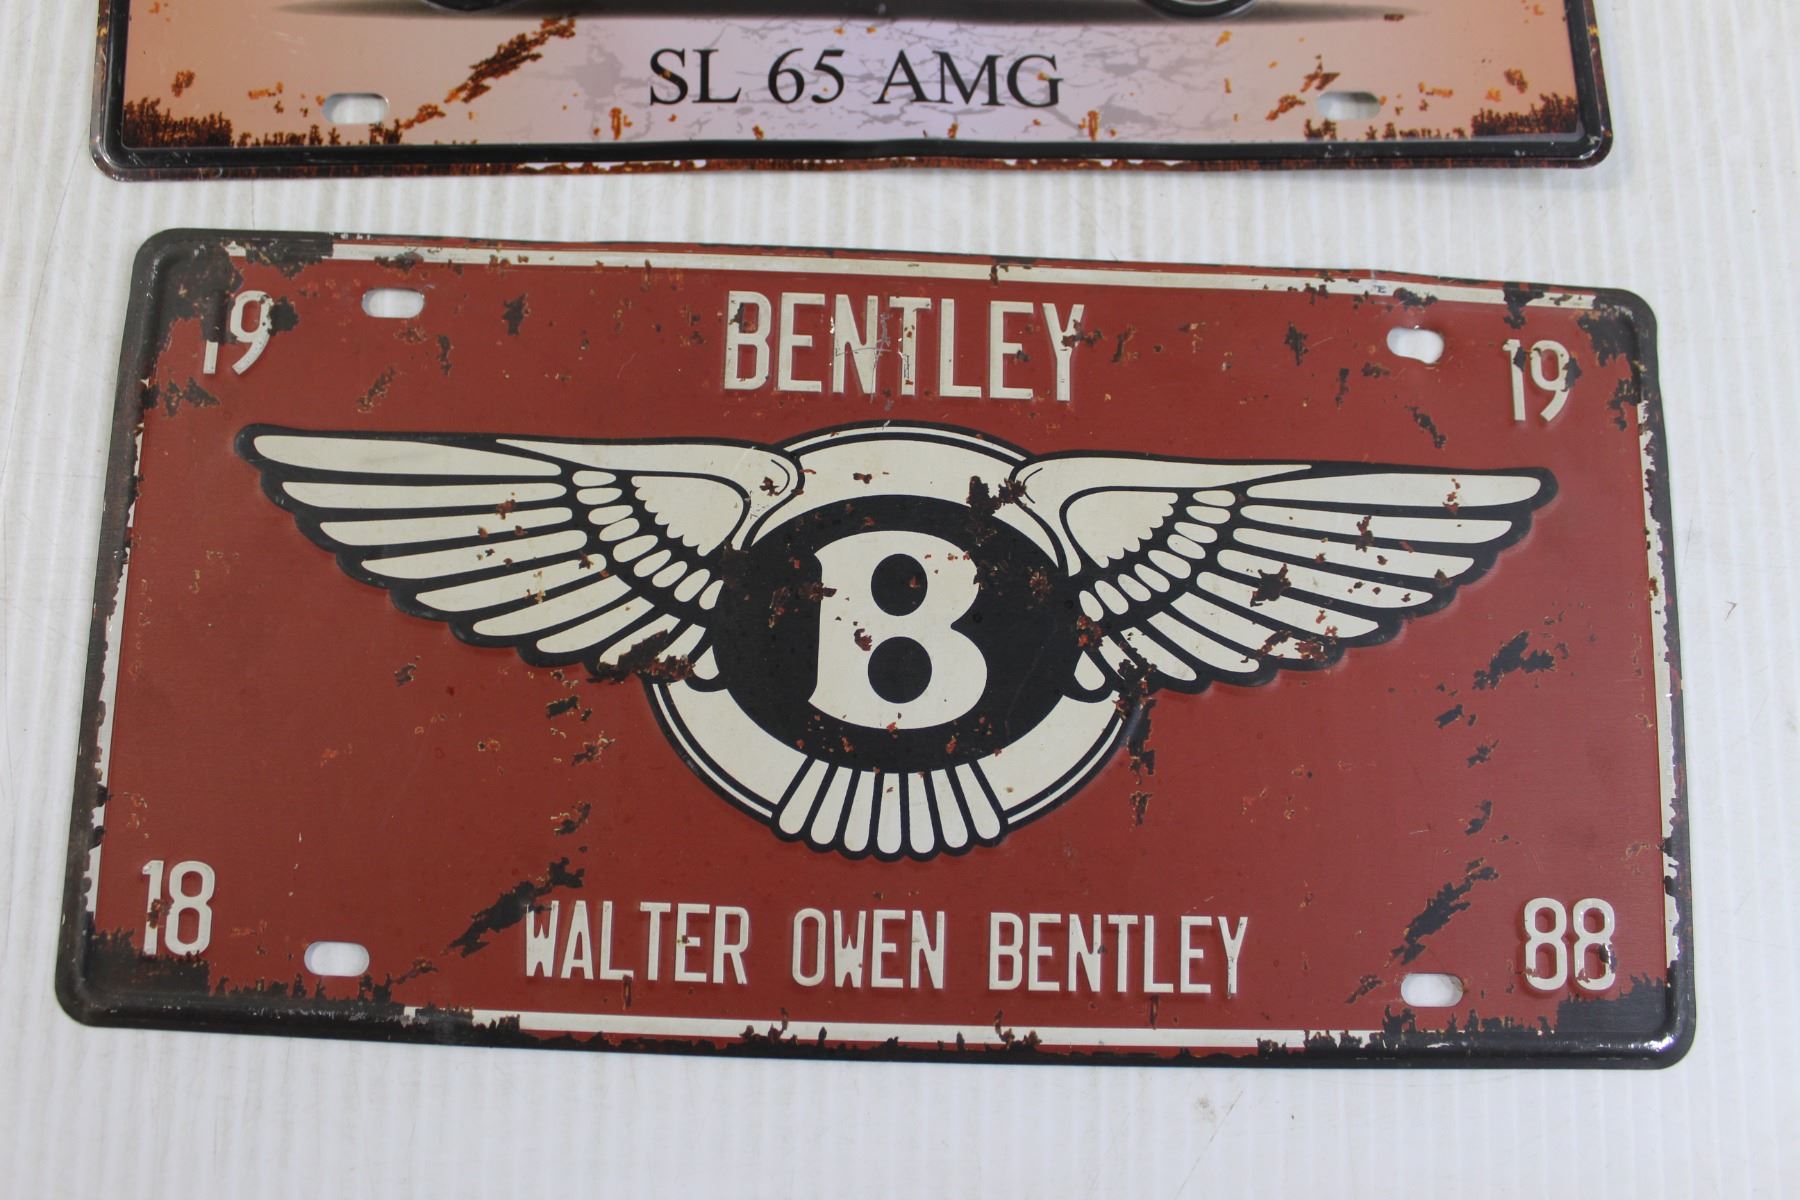 SL 65 AMG
19 BENTLEY 19
B
18 WALTER OWEN BENTLEY 88